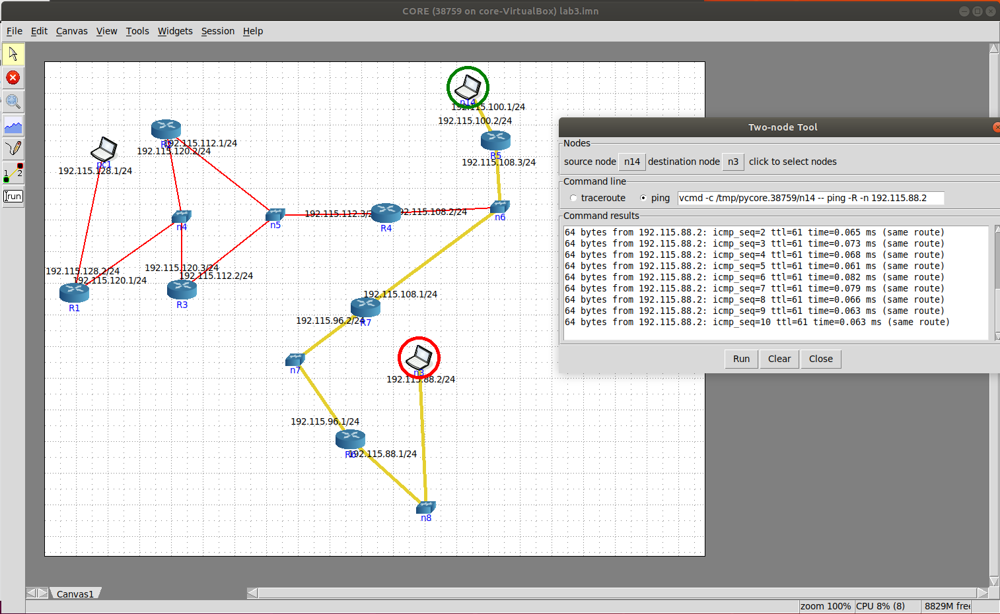 CORE (38759 on core-VirtualBox) lab3.imn
File Edit Canvas View Tools Widgets Session Help
n14
192.115.100.1/24
192.115.100.2/24
R5
192.115.108.3/24
192.115.112.1/24
192.115.120.2/24
pc1
192.115.128.1/24
n4
n5
192.115.112.3/2
R4
192.115.108.2/24
n6
192.115.128.2/24
192.115.120.1/24
R1
192.115.120.3/24
192.115.112.2/24
R3
192.115.108.1/24
192.115.96.2/24
R7
n7
n3
192.115.88.2/24
192.115.96.1/24
R6
192.115.88.1/24
n8
Two-node Tool
Nodes
source node n14 destination node n3 click to select nodes
Command line
traceroute ping vcmd -c /tmp/pycore.38759/n14 -- ping -R -n 192.115.88.2
Command results
64 bytes from 192.115.88.2: icmp_seq=2 ttl=61 time=0.065 ms (same route)
64 bytes from 192.115.88.2: icmp_seq=3 ttl=61 time=0.073 ms (same route)
64 bytes from 192.115.88.2: icmp_seq=4 ttl=61 time=0.068 ms (same route)
64 bytes from 192.115.88.2: icmp_seq=5 ttl=61 time=0.061 ms (same route)
64 bytes from 192.115.88.2: icmp_seq=6 ttl=61 time=0.082 ms (same route)
64 bytes from 192.115.88.2: icmp_seq=7 ttl=61 time=0.079 ms (same route)
64 bytes from 192.115.88.2: icmp_seq=8 ttl=61 time=0.066 ms (same route)
64 bytes from 192.115.88.2: icmp_seq=9 ttl=61 time=0.063 ms (same route)
64 bytes from 192.115.88.2: icmp_seq=10 ttl=61 time=0.063 ms (same route)
Run Clear Close
1 2
run
Canvas1
zoom 100% CPU 8% (8) 8829M free